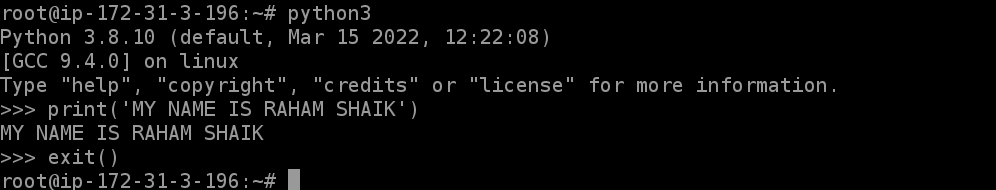 root@ip-172-31-3-196:~# python3
Python 3.8.10 (default, Mar 15 2022, 12:22:08)
[GCC 9.4.0] on linux
Type "help", "copyright", "credits" or "license" for more information.
>>> print('MY NAME IS RAHAM SHAIK')
MY NAME IS RAHAM SHAIK
>>> exit()
root@ip-172-31-3-196:~#